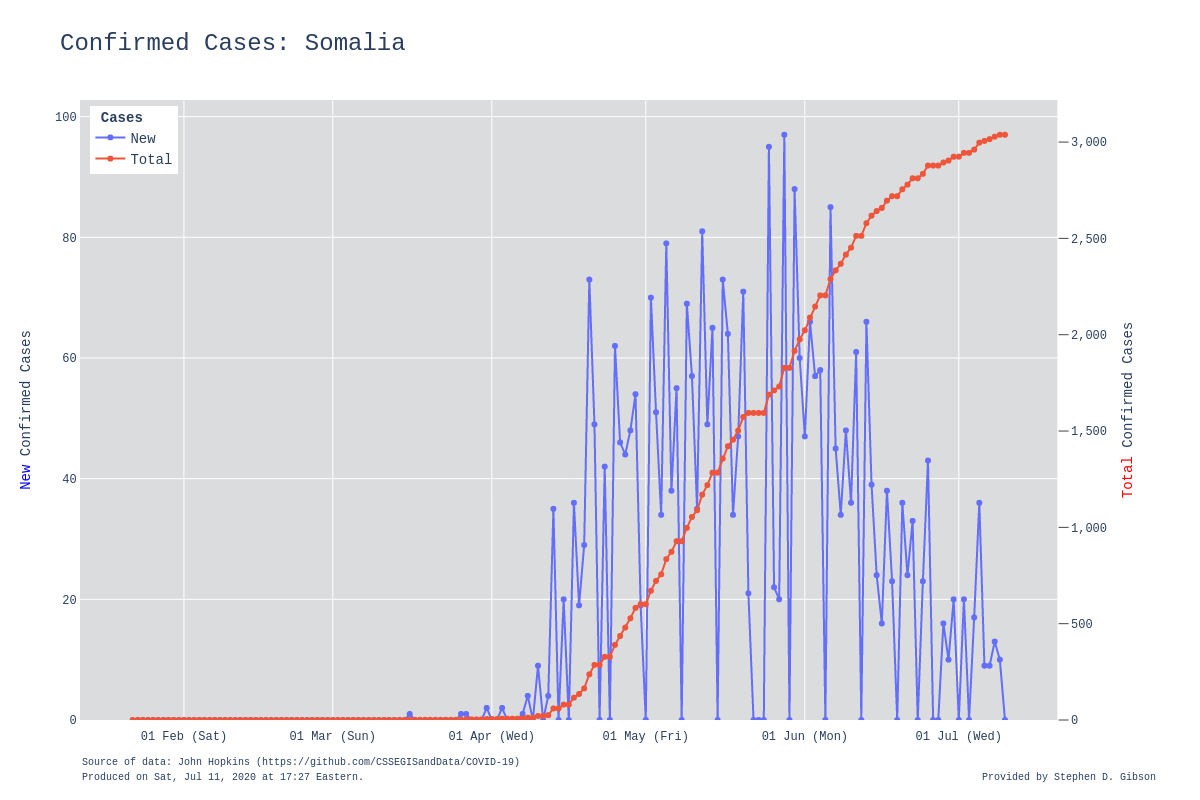 Confirmed Cases: Somalia
Cases
New
Total
100
80
60
40
20
0
3,000
2,500
2,000
1,500
1,000
500
0
New Confirmed Cases
Total Confirmed Cases
01 Feb (Sat)
01 Mar (Sun)
01 Apr (Wed)
01 May (Fri)
01 Jun (Mon)
01 Jul (Wed)
Source of data: John Hopkins (https://github.com/CSSEGISandData/COVID-19)
Produced on Sat, Jul 11, 2020 at 17:27 Eastern.
Provided by Stephen D. Gibson